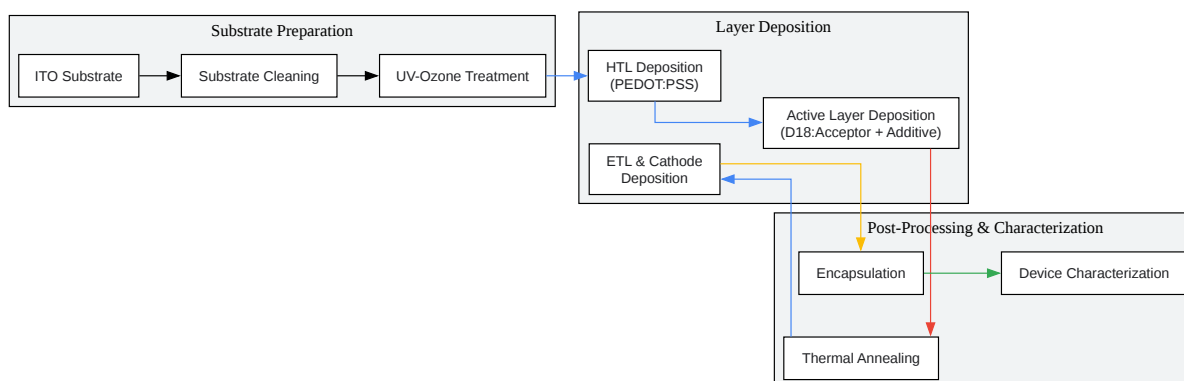 Substrate Preparation
ITO Substrate
Substrate Cleaning
UV-Ozone Treatment
Layer Deposition
HTL Deposition
(PEDOT:PSS)
Active Layer Deposition
(D18:Acceptor + Additive)
ETL & Cathode
Deposition
Post-Processing & Characterization
Encapsulation
Device Characterization
Thermal Annealing